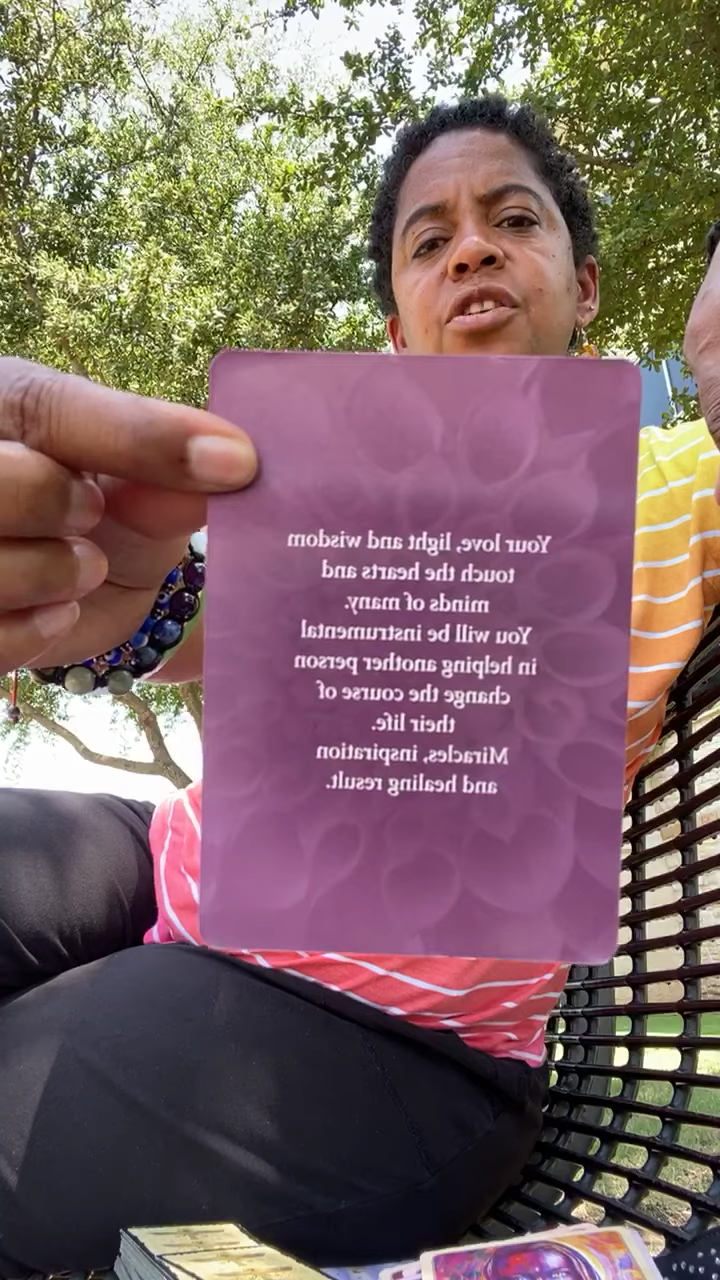 Your love, light and wisdom
touch the hearts and
minds of many.
You will be instrumental
in helping another person
change the course of
their life.
Miracles, inspiration
and healing result.